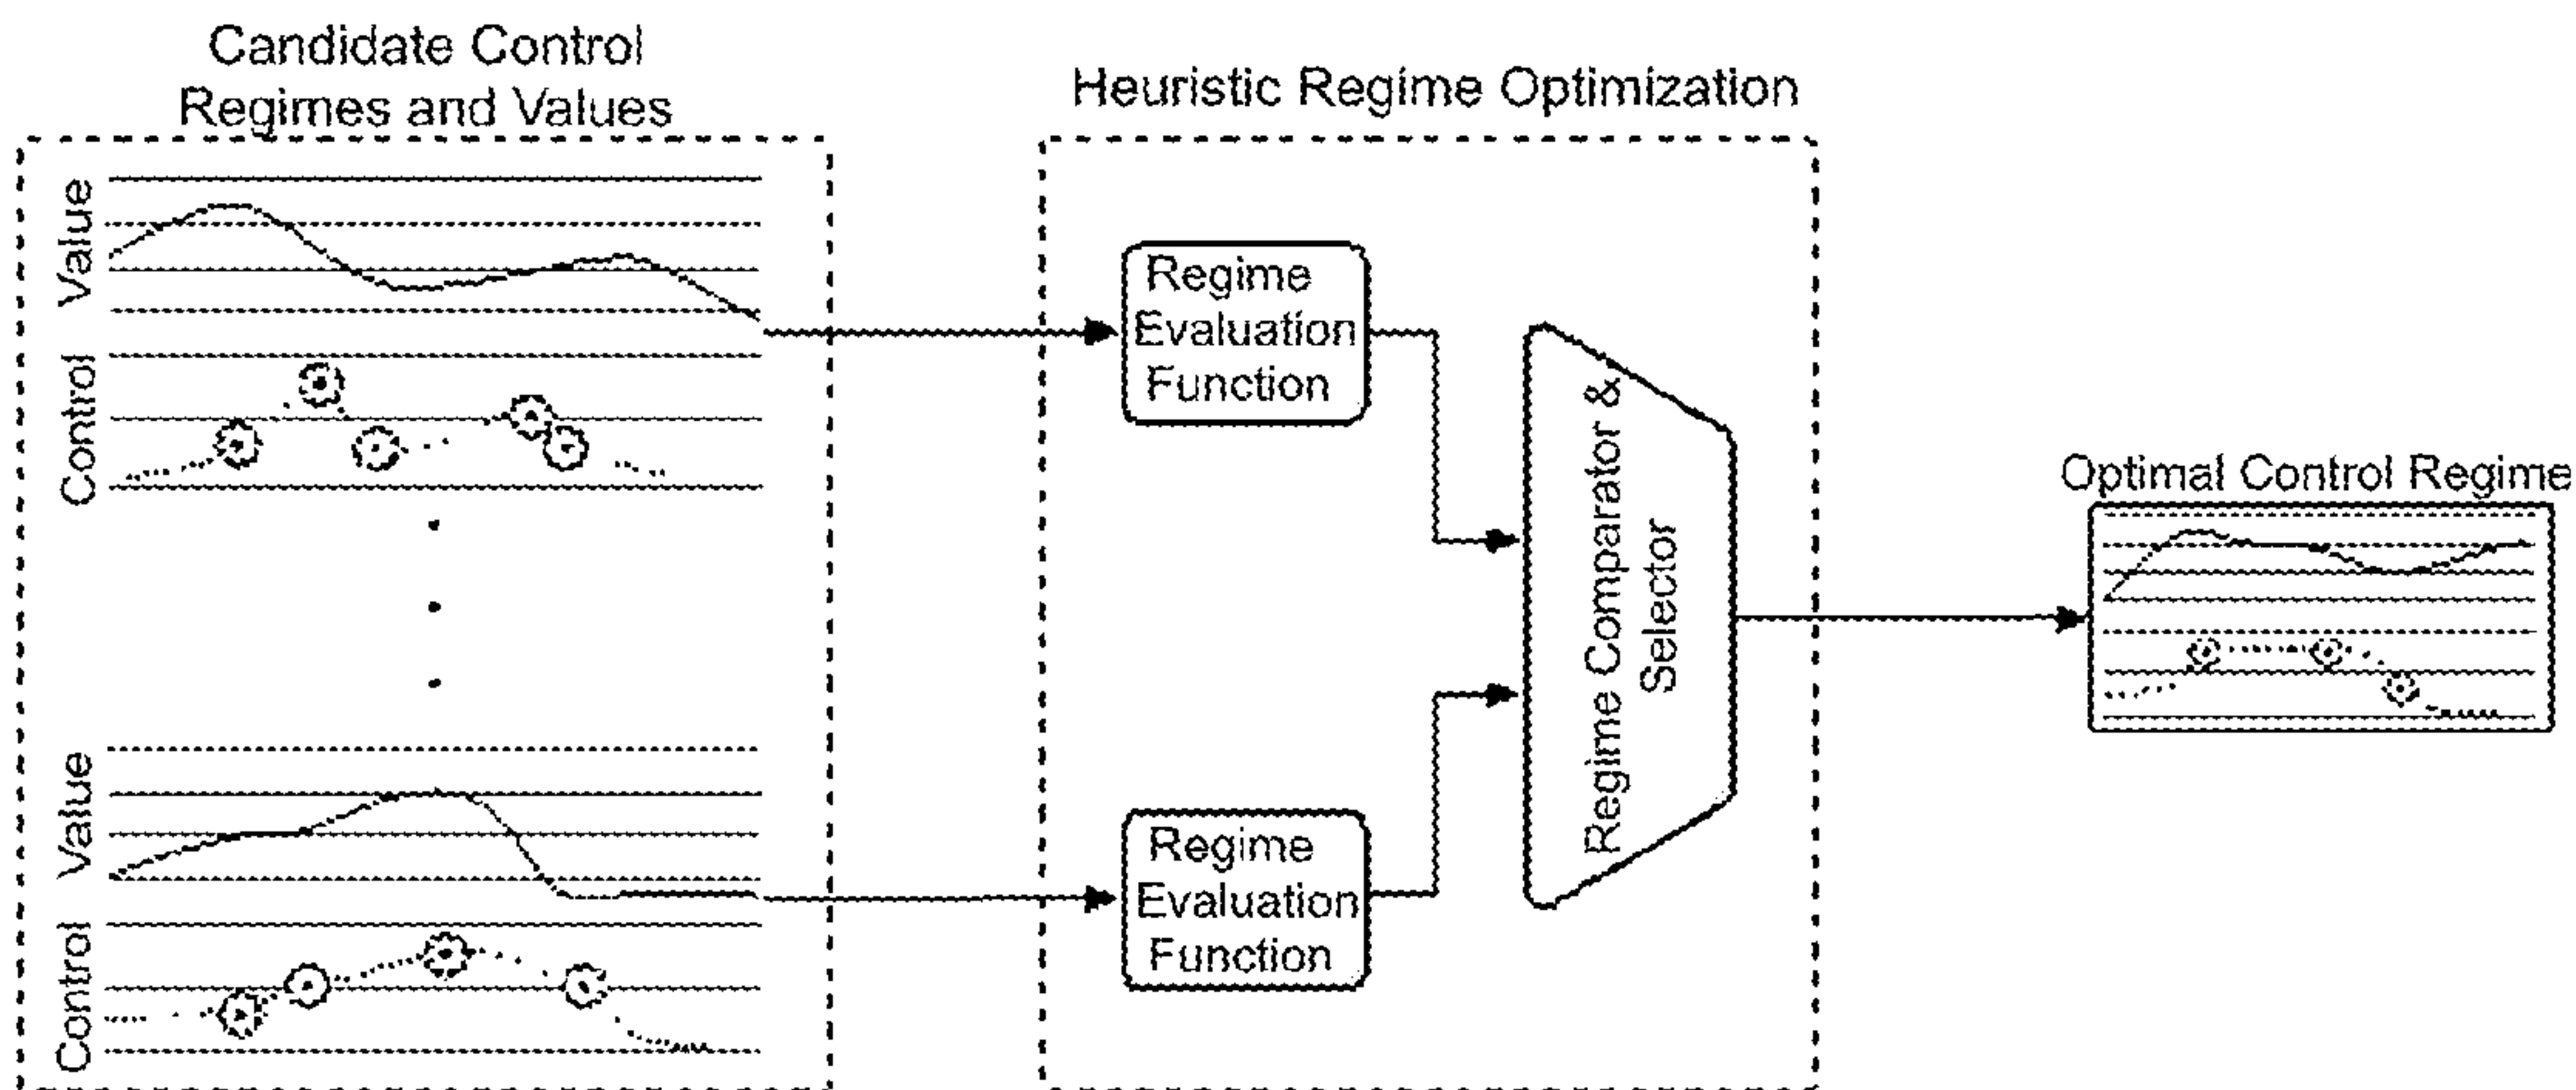 Candidate Control
Regimes and Values
Heuristic Regime Optimization
Value
Control
Value
Control
Regime
Evaluation
Function
Regime
Evaluation
Function
Regime Comparator &
Selector
Optimal Control Regime